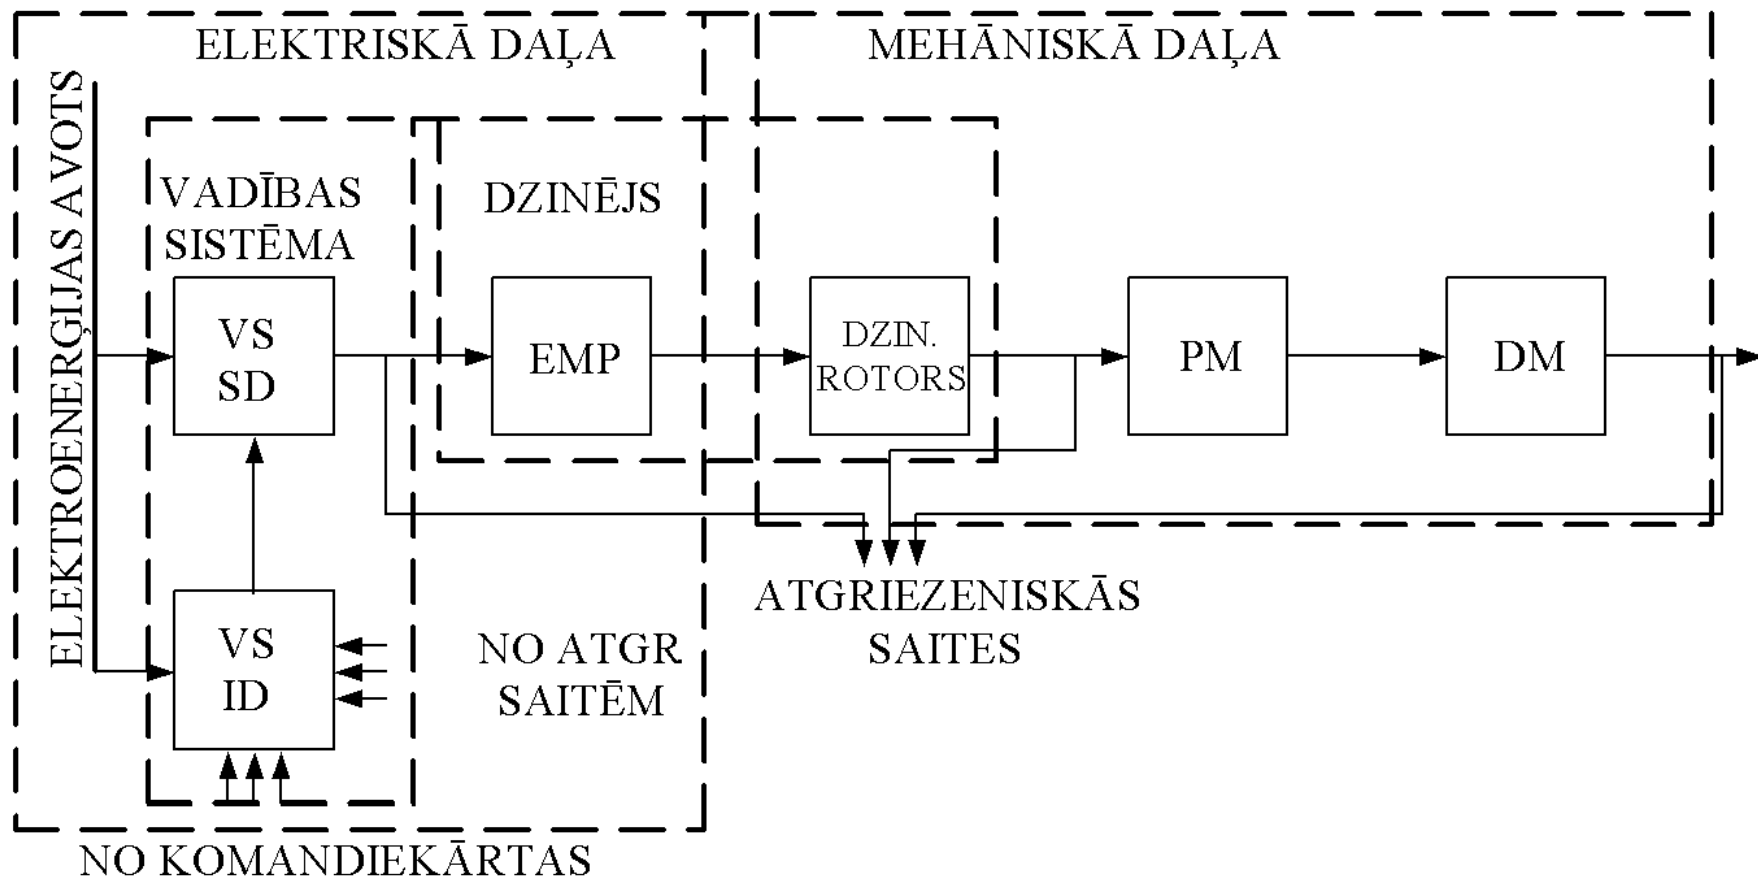 ELEKTRISKĀ DAĻA
MEHĀNISKĀ DAĻA
ELEKTROENERĢIJAS AVOTS
VADĪBAS
SISTĒMA
DZINĒJS
VS
SD
EMP
DZIN.
ROTORS
PM
DM
VS
ID
NO ATGR
SAITĒM
ATGRIEZENISKĀS
SAITES
NO KOMANDIEKĀRTAS